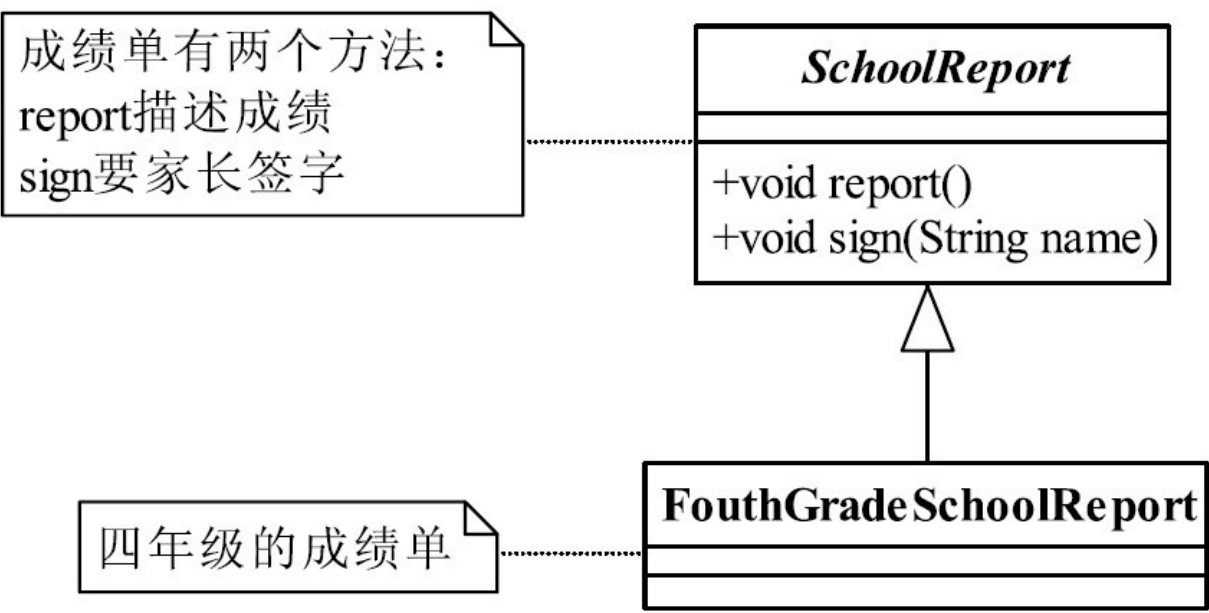 成绩单有两个方法：
report描述成绩
sign要家长签字
SchoolReport
+void report()
+void sign(String name)
FouthGradeSchoolReport
四年级的成绩单